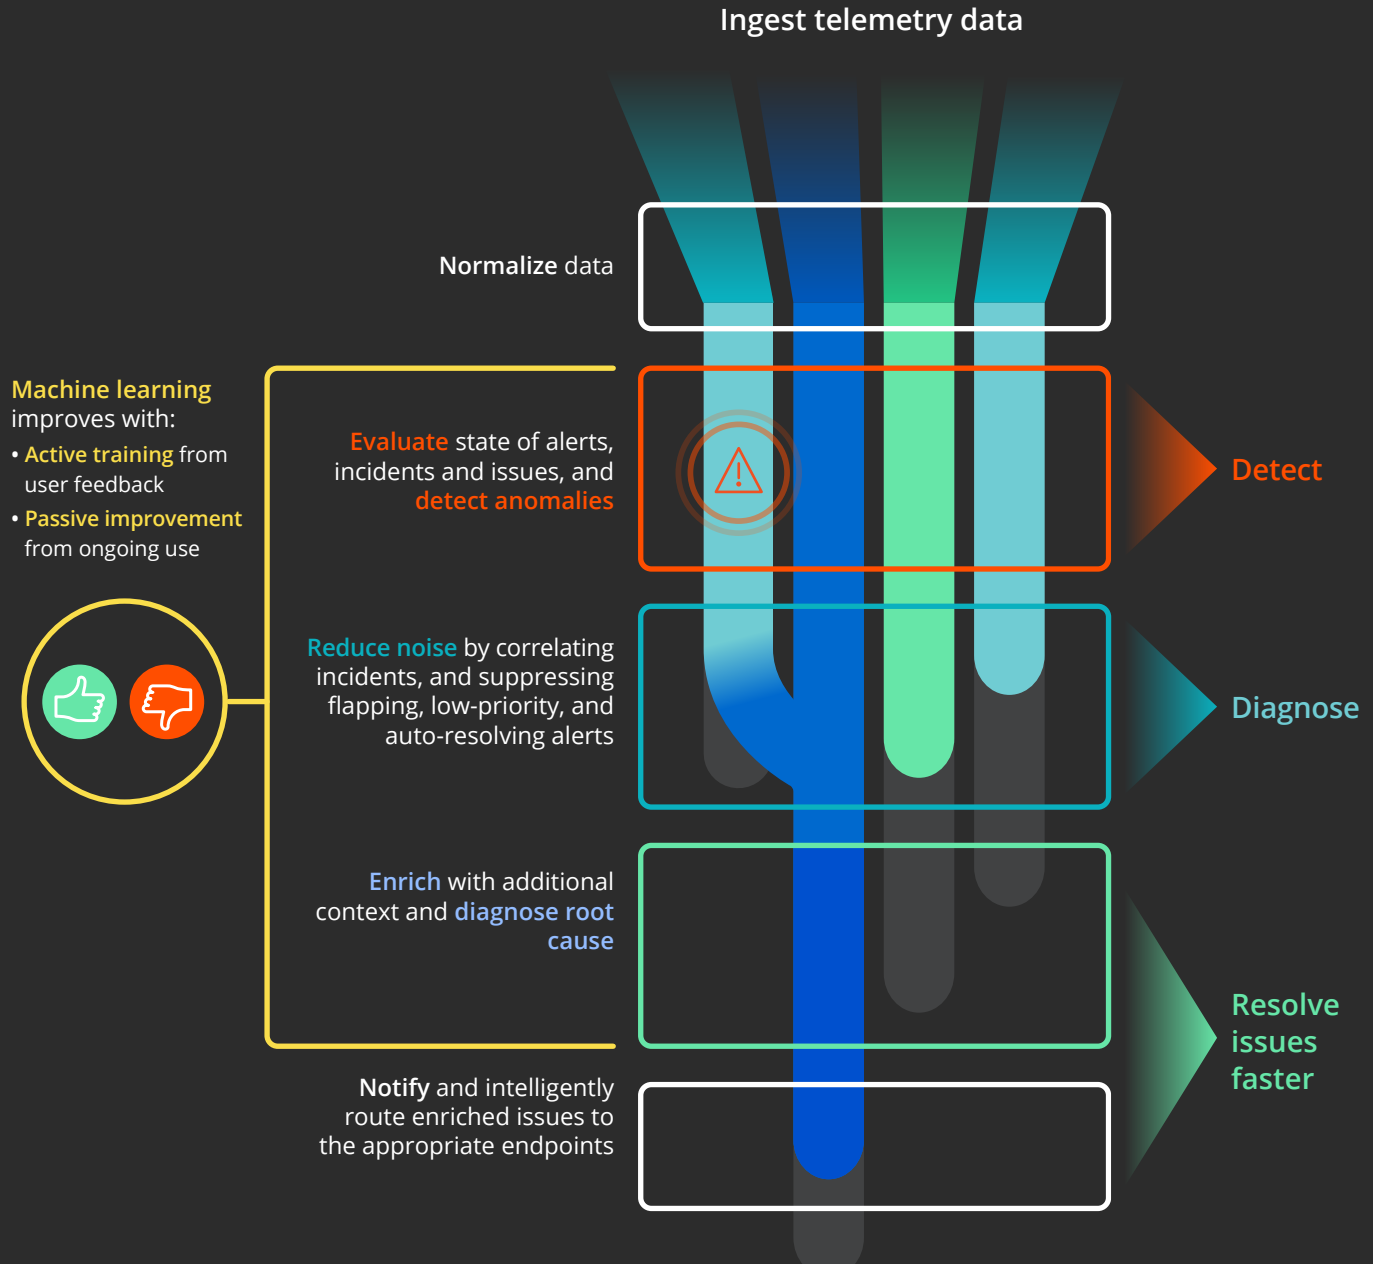 Ingest telemetry data
Normalize data
Machine learning
improves with:
• Active training from
user feedback
• Passive improvement
from ongoing use
Evaluate state of alerts,
incidents and issues, and
detect anomalies
Detect
Reduce noise by correlating
incidents, and suppressing
flapping, low-priority, and
auto-resolving alerts
Diagnose
Enrich with additional
context and diagnose root
cause
Resolve
issues
faster
Notify and intelligently
route enriched issues to
the appropriate endpoints